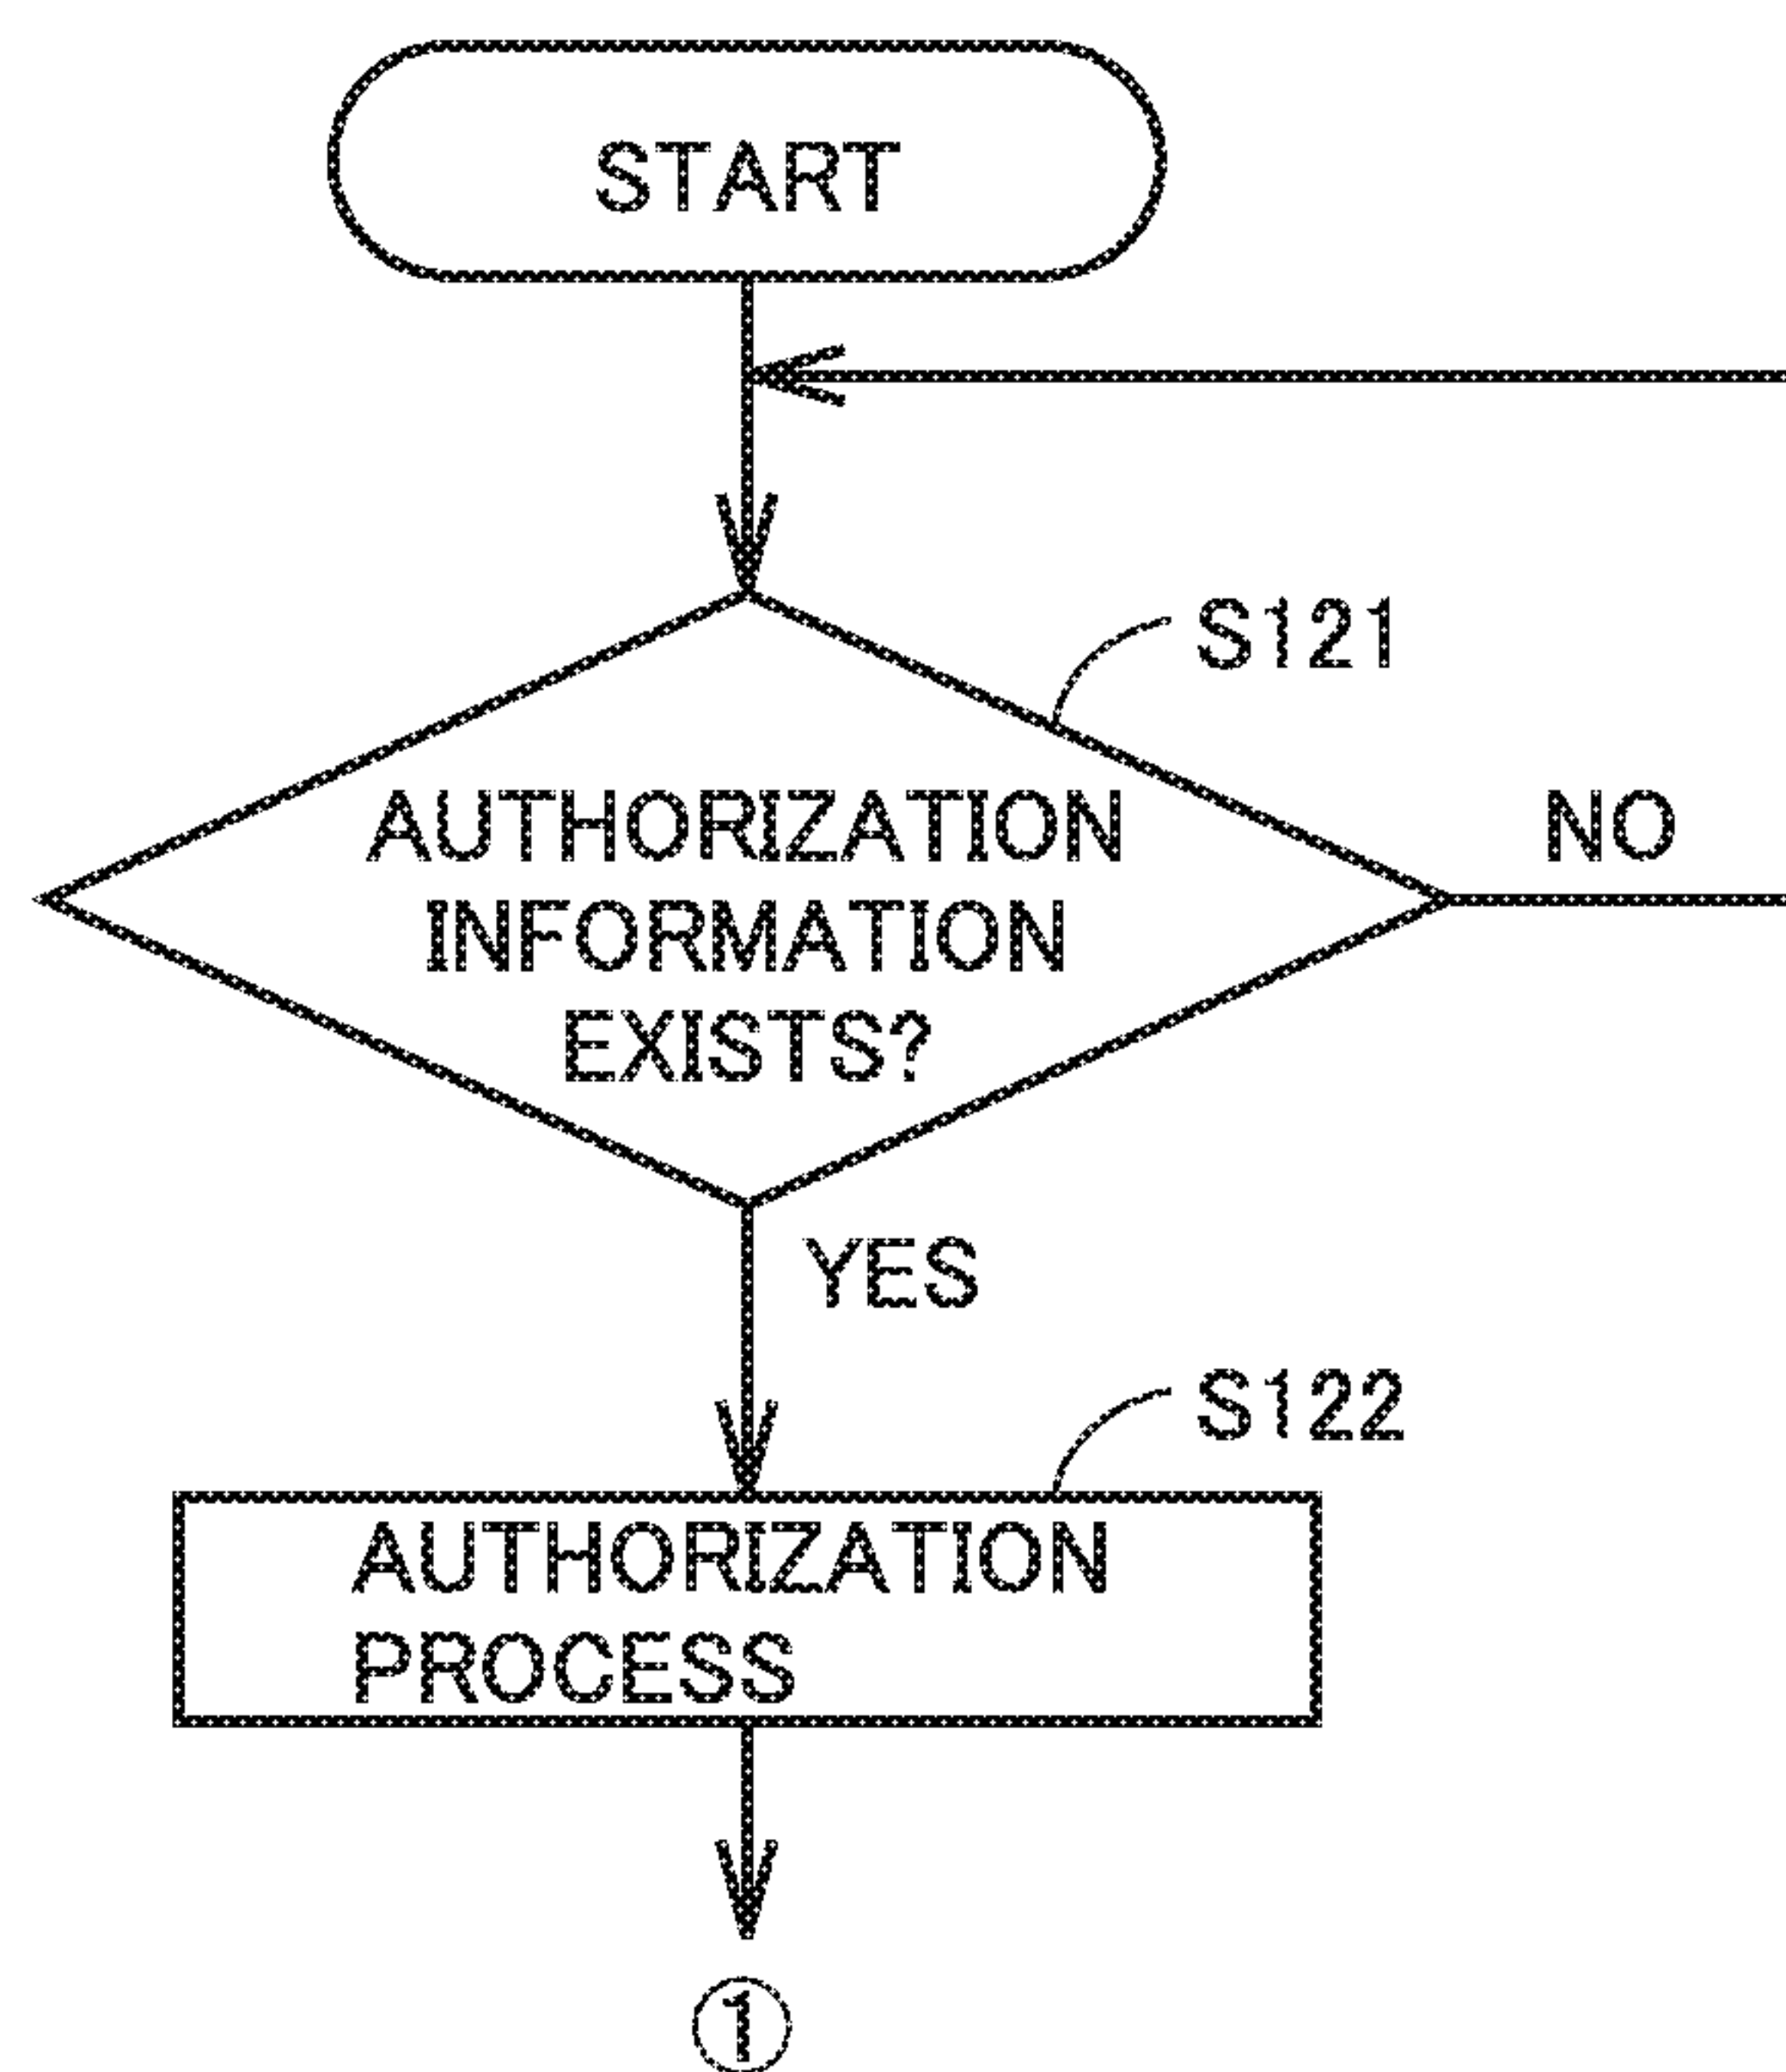 START
S121
AUTHORIZATION
INFORMATION
EXISTS?
NO
YES
S122
AUTHORIZATION
PROCESS
1